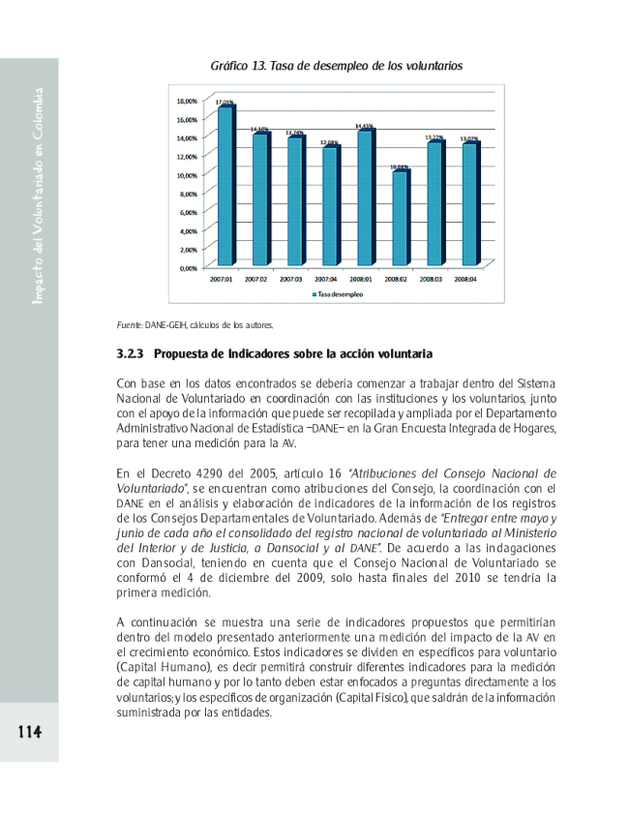 Impacto del Voluntariado en Colombia
Gráfico 13. Tasa de desempleo de los voluntarios
18,00%
16,00%
14,00%
12,00%
10,00%
8,00%
6,00%
4,00%
2,00%
0,00%
17,01% 14,10% 13,74% 12,68% 14,45% 13,22% 13,02%
2007:01 2007:02 2007:03 2007:04 2008:01 2008:02 2008:03 2008:04
Tasa desempleo
Fuente: DANE-GEIH, cálculos de los autores.
3.2.3 Propuesta de Indicadores sobre la acción voluntaria
Con base en los datos encontrados se debería comenzar a trabajar dentro del Sistema
Nacional de Voluntariado en coordinación con las instituciones y los voluntarios, junto
con el apoyo de la información que puede ser recopilada y ampliada por el Departamento
Administrativo Nacional de Estadística –DANE– en la Gran Encuesta Integrada de Hogares,
para tener una medición para la AV.
En el Decreto 4290 del 2005, artículo 16 “Atribuciones del Consejo Nacional de
Voluntariado”, se encuentran como atribuciones del Consejo, la coordinación con el
DANE en el análisis y elaboración de indicadores de la información de los registros
de los Consejos Departamentales de Voluntariado. Además de “Entregar entre mayo y
junio de cada año el consolidado del registro nacional de voluntariado al Ministerio
del Interior y de Justicia, a Dansocial y al DANE”. De acuerdo a las indagaciones
con Dansocial, teniendo en cuenta que el Consejo Nacional de Voluntariado se
conformó el 4 de diciembre del 2009, solo hasta finales del 2010 se tendría la
primera medición.
A continuación se muestra una serie de indicadores propuestos que permitirían
dentro del modelo presentado anteriormente una medición del impacto de la AV en
el crecimiento económico. Estos indicadores se dividen en específicos para voluntario
(Capital Humano), es decir permitirá construir diferentes indicadores para la medición
de capital humano y por lo tanto deben estar enfocados a preguntas directamente a los
voluntarios; y los específicos de organización (Capital Físico), que saldrán de la información
suministrada por las entidades.
114